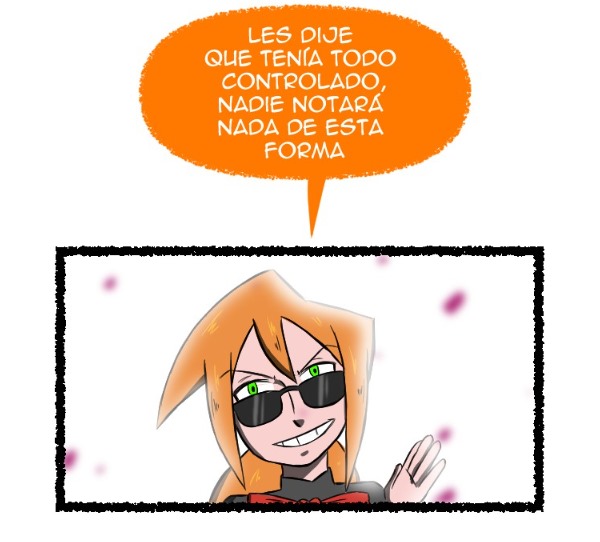 LES DIJE
QUE TENÍA TODO
CONTROLADO,
NADIE NOTARÁ
NADA DE ESTA
FORMA